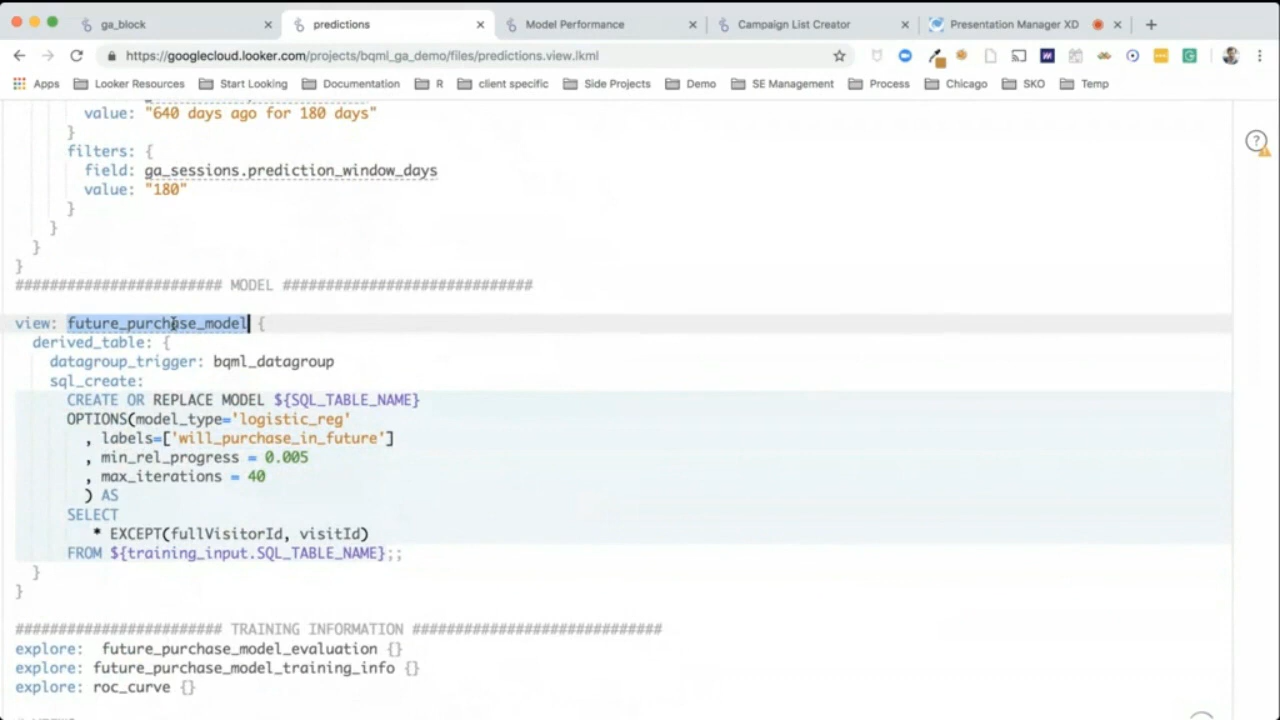 ga_block
predictions
Model Performance
Campaign List Creator
Presentation Manager XD
https://googlecloud.looker.com/projects/bqml_ga_demo/files/predictions.view.lkml
Apps Looker Resources Start Looking Documentation R client specific Side Projects Demo SE Management Process Chicago SKO Temp
value: "640 days ago for 180 days"
}
filters: {
field: ga_sessions.prediction_window_days
value: "180"
}
}
}
}
######################## MODEL #############################
view: future_purchase_model {
derived_table: {
datagroup_trigger: bqml_datagroup
sql_create:
CREATE OR REPLACE MODEL ${SQL_TABLE_NAME}
OPTIONS(model_type='logistic_reg'
, labels=['will_purchase_in_future']
, min_rel_progress = 0.005
, max_iterations = 40
) AS
SELECT
* EXCEPT(fullVisitorId, visitId)
FROM ${training_input.SQL_TABLE_NAME};;
}
}
######################## TRAINING INFORMATION #############################
explore:  future_purchase_model_evaluation {}
explore: future_purchase_model_training_info {}
explore: roc_curve {}